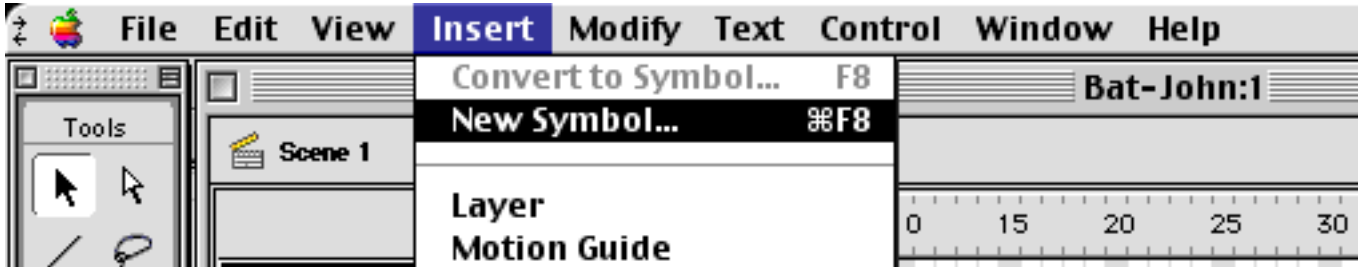 File Edit View Insert Modify Text Control Window Help
Convert to Symbol... F8
Bat-John:1
New Symbol... ⌘F8
Tools
Scene 1
Layer
0 15 20 25 30
Motion Guide